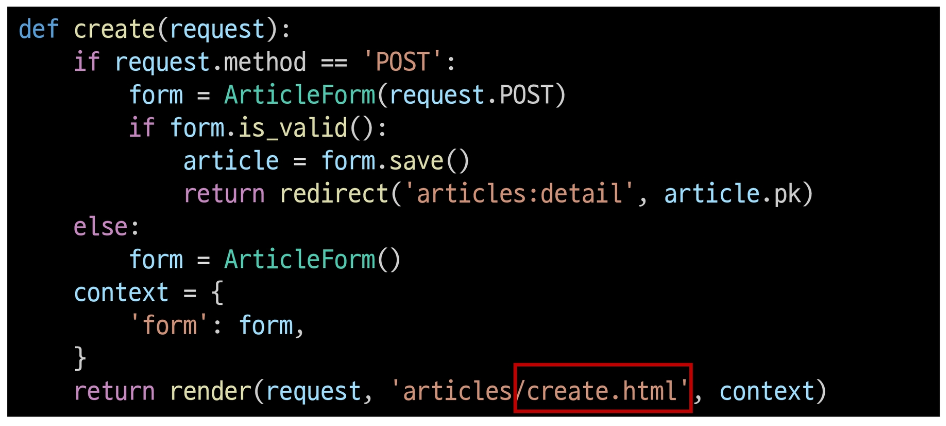 def create(request):
    if request.method == 'POST':
        form = ArticleForm(request.POST)
        if form.is_valid():
            article = form.save()
            return redirect('articles:detail', article.pk)
    else:
        form = ArticleForm()
    context = {
        'form': form,
    }
    return render(request, 'articles/create.html', context)